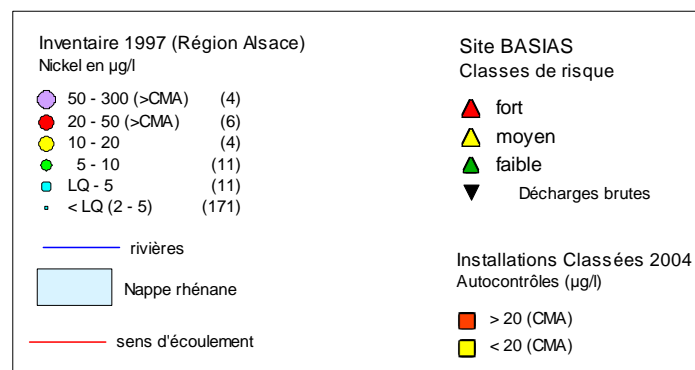 Inventaire 1997 (Région Alsace)
Nickel en µg/l
50 - 300 (>CMA) (4)
20 - 50 (>CMA) (6)
10 - 20 (4)
5 - 10 (11)
LQ - 5 (11)
< LQ (2 - 5) (171)
rivières
Nappe rhénane
sens d'écoulement
Site BASIAS
Classes de risque
fort
moyen
faible
Décharges brutes
Installations Classées 2004
Autocontrôles (µg/l)
> 20 (CMA)
< 20 (CMA)